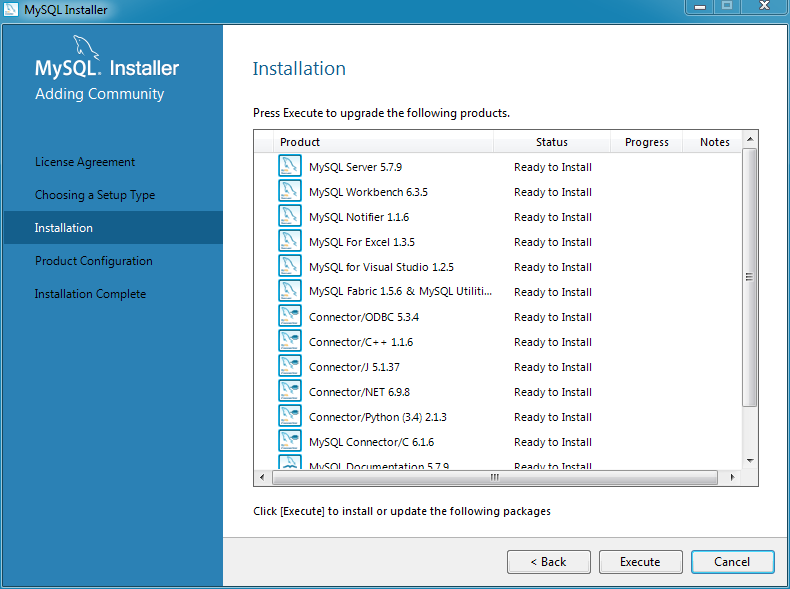 MySQL Installer
MySQL. Installer
Adding Community
License Agreement
Choosing a Setup Type
Installation
Product Configuration
Installation Complete
Installation
Press Execute to upgrade the following products.
Product Status Progress Notes
MySQL Server 5.7.9 Ready to Install
MySQL Workbench 6.3.5 Ready to Install
MySQL Notifier 1.1.6 Ready to Install
MySQL For Excel 1.3.5 Ready to Install
MySQL for Visual Studio 1.2.5 Ready to Install
MySQL Fabric 1.5.6 & MySQL Utiliti... Ready to Install
Connector/ODBC 5.3.4 Ready to Install
Connector/C++ 1.1.6 Ready to Install
Connector/J 5.1.37 Ready to Install
Connector/NET 6.9.8 Ready to Install
Connector/Python (3.4) 2.1.3 Ready to Install
MySQL Connector/C 6.1.6 Ready to Install
MySQL Documentation 5.7.9 Ready to Install
Click [Execute] to install or update the following packages
< Back Execute Cancel